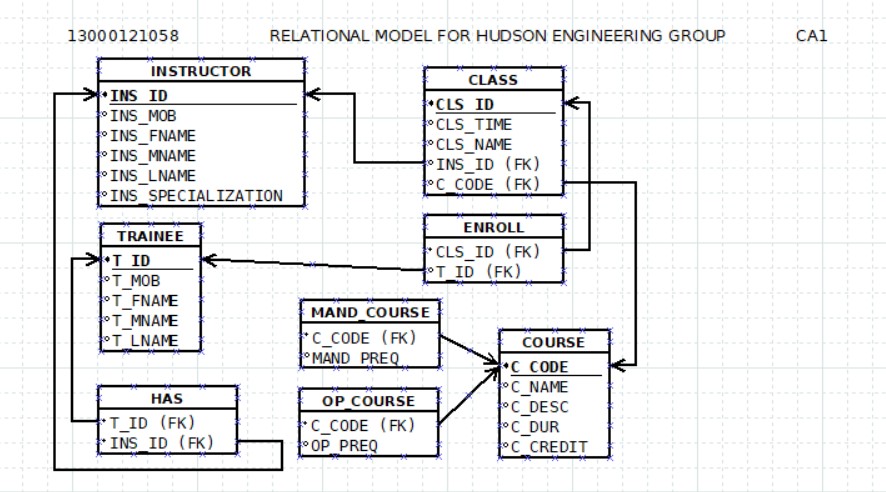 13000121058 RELATIONAL MODEL FOR HUDSON ENGINEERING GROUP CA1
INSTRUCTOR
INS_ID
INS_MOB
INS_FNAME
INS_MNAME
INS_LNAME
INS_SPECIALIZATION
CLASS
CLS_ID
CLS_TIME
CLS_NAME
INS_ID (FK)
C_CODE (FK)
TRAINEE
T_ID
T_MOB
T_FNAME
T_MNAME
T_LNAME
ENROLL
CLS_ID (FK)
T_ID (FK)
MAND_COURSE
C_CODE (FK)
MAND_PREQ
COURSE
C_CODE
C_NAME
C_DESC
C_DUR
C_CREDIT
HAS
T_ID (FK)
INS_ID (FK)
OP_COURSE
C_CODE (FK)
OP_PREQ